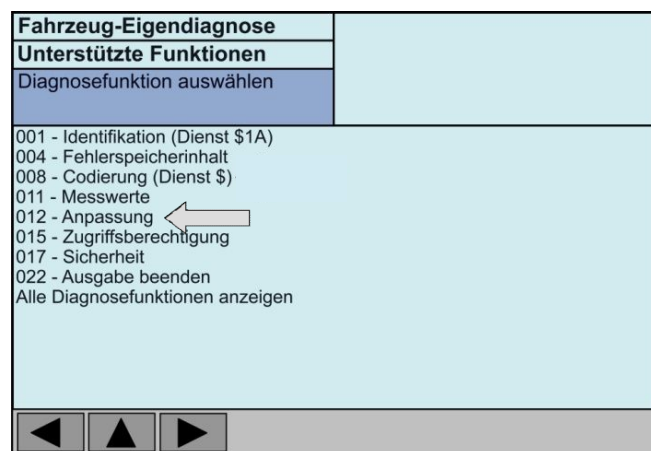 Fahrzeug-Eigendiagnose
Unterstützte Funktionen
Diagnosefunktion auswählen
001 - Identifikation (Dienst $1A)
004 - Fehlerspeicherinhalt
008 - Codierung (Dienst $)
011 - Messwerte
012 - Anpassung
015 - Zugriffsberechtigung
017 - Sicherheit
022 - Ausgabe beenden
Alle Diagnosefunktionen anzeigen